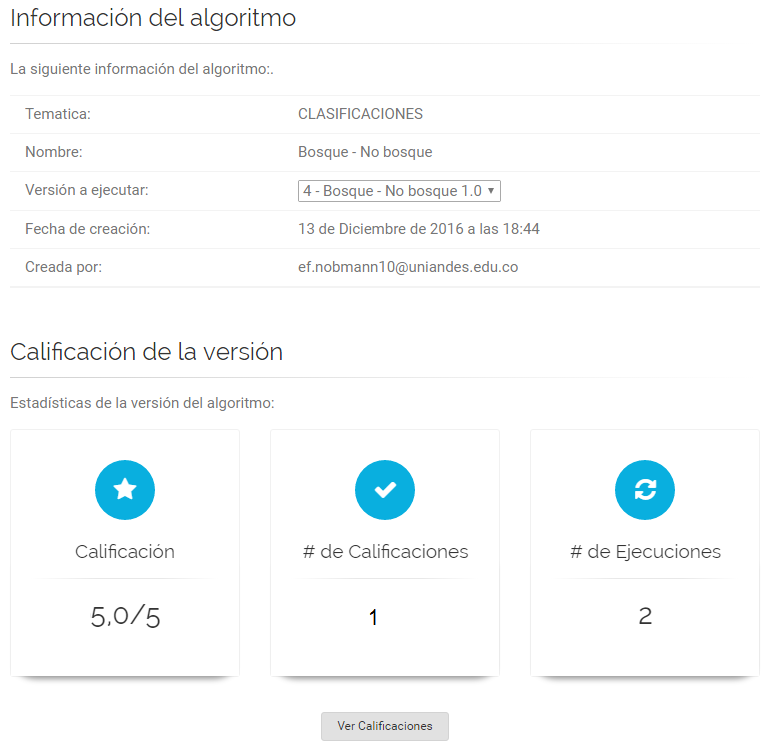 Información del algoritmo
La siguiente información del algoritmo:.
Tematica: CLASIFICACIONES
Nombre: Bosque - No bosque
Versión a ejecutar: 4 - Bosque - No bosque 1.0
Fecha de creación: 13 de Diciembre de 2016 a las 18:44
Creada por: ef.nobmann10@uniandes.edu.co
Calificación de la versión
Estadísticas de la versión del algoritmo:
Calificación # de Calificaciones # de Ejecuciones
5,0/5 1 2
Ver Calificaciones